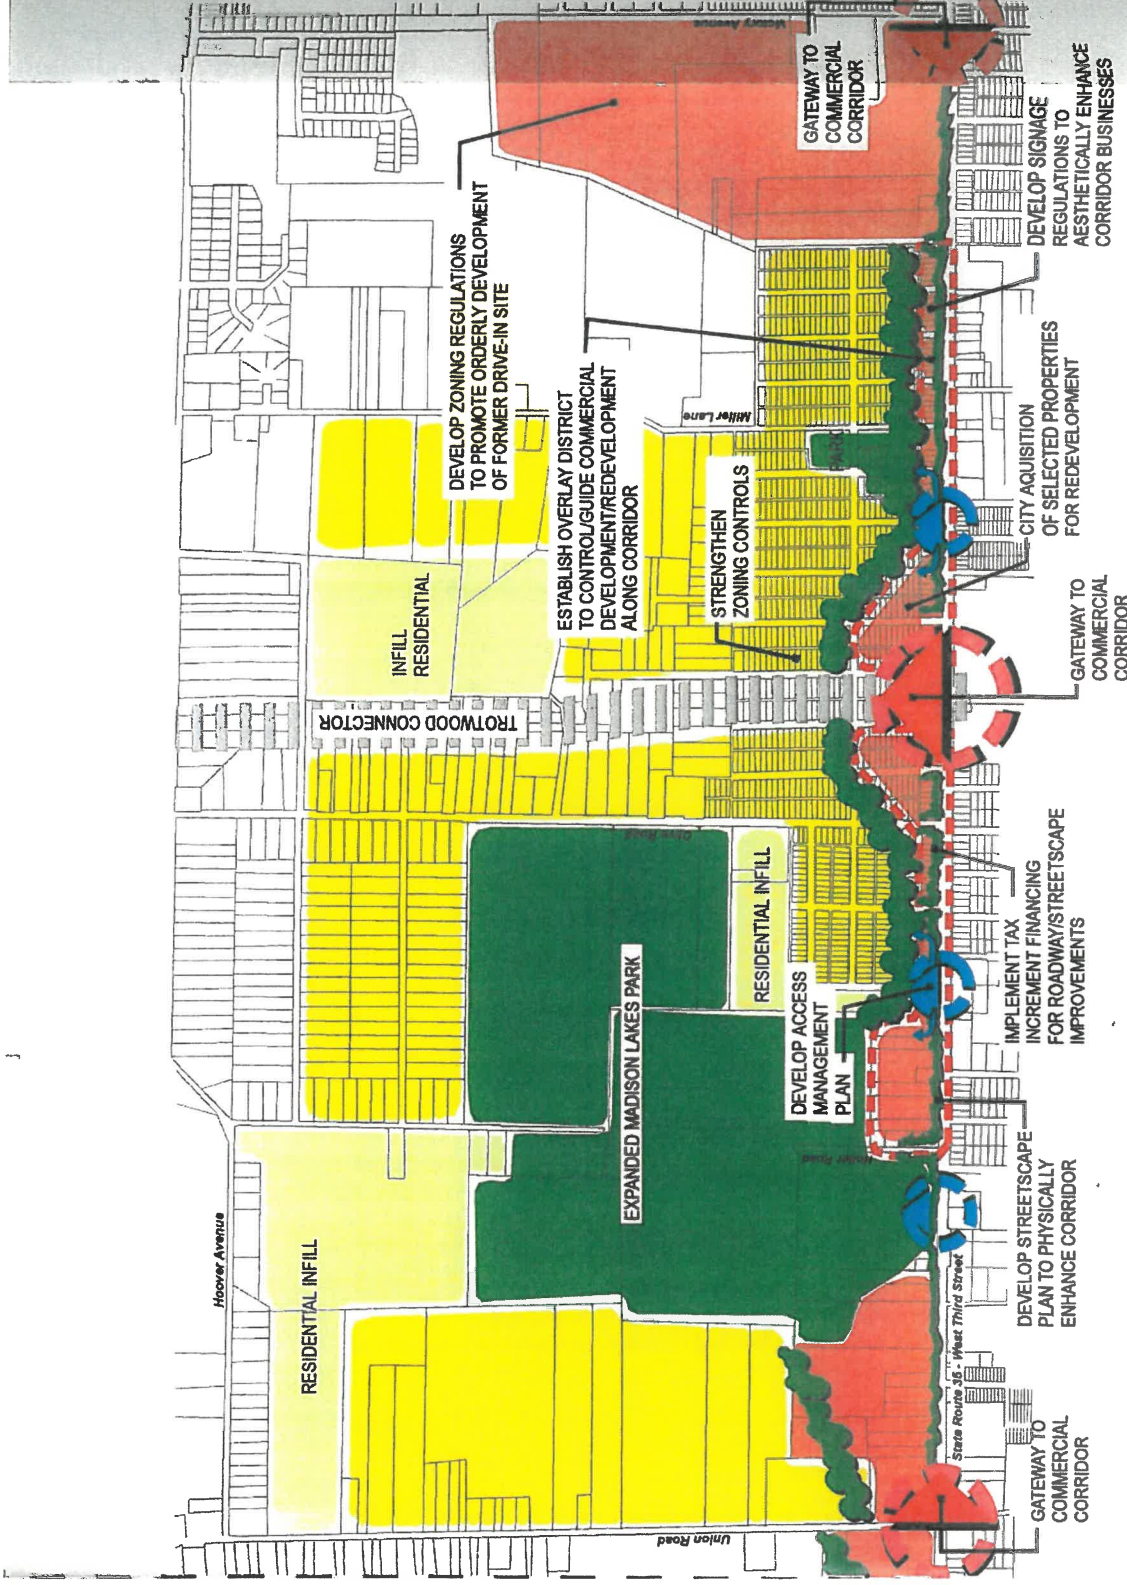 Hoover Avenue
RESIDENTIAL INFILL
Union Road
EXPANDED MADISON LAKES PARK
RESIDENTIAL INFILL
DEVELOP ACCESS
MANAGEMENT
PLAN
TROTWOOD CONNECTOR
INFILL
RESIDENTIAL
STRENGTHEN
ZONING CONTROLS
ESTABLISH OVERLAY DISTRICT
TO CONTROL/GUIDE COMMERCIAL
DEVELOPMENT/REDEVELOPMENT
ALONG CORRIDOR
DEVELOP ZONING REGULATIONS
TO PROMOTE ORDERLY DEVELOPMENT
OF FORMER DRIVE-IN SITE
Miller Lane
PARK
Victory Avenue
GATEWAY TO
COMMERCIAL
CORRIDOR
State Route 35 - West Third Street
GATEWAY TO
COMMERCIAL
CORRIDOR
DEVELOP STREETSCAPE
PLAN TO PHYSICALLY
ENHANCE CORRIDOR
IMPLEMENT TAX
INCREMENT FINANCING
FOR ROADWAY/STREETSCAPE
IMPROVEMENTS
GATEWAY TO
COMMERCIAL
CORRIDOR
CITY AQUISITION
OF SELECTED PROPERTIES
FOR REDEVELOPMENT
DEVELOP SIGNAGE
REGULATIONS TO
AESTHETICALLY ENHANCE
CORRIDOR BUSINESSES